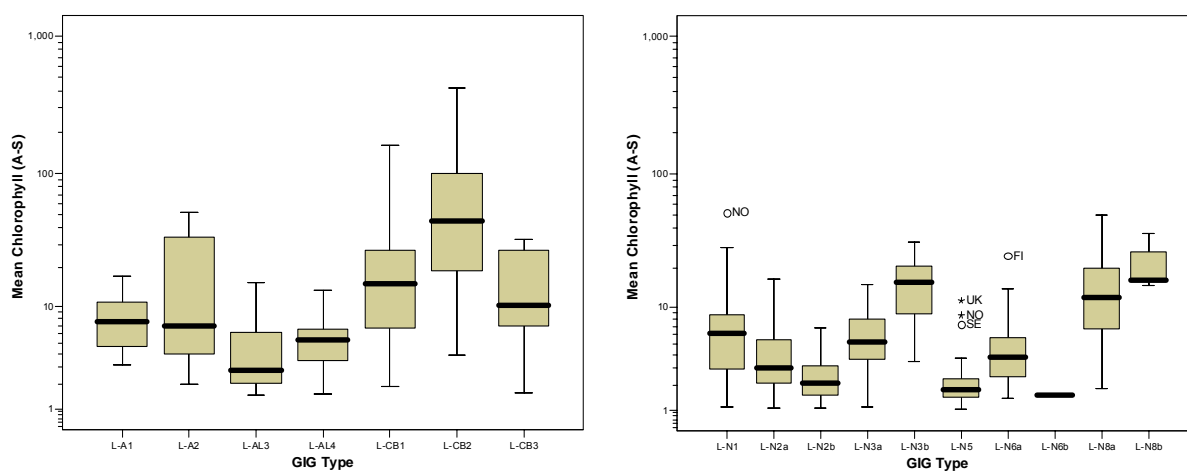 Mean Chlorophyll (A-S)
1,000
100
10
1
L-A1 L-A2 L-AL3 L-AL4 L-CB1 L-CB2 L-CB3
GIG Type
Mean Chlorophyll (A-S)
1,000
100
10
1
NO
FI
UK
NO
SE
L-N1 L-N2a L-N2b L-N3a L-N3b L-N5 L-N6a L-N6b L-N8a L-N8b
GIG Type